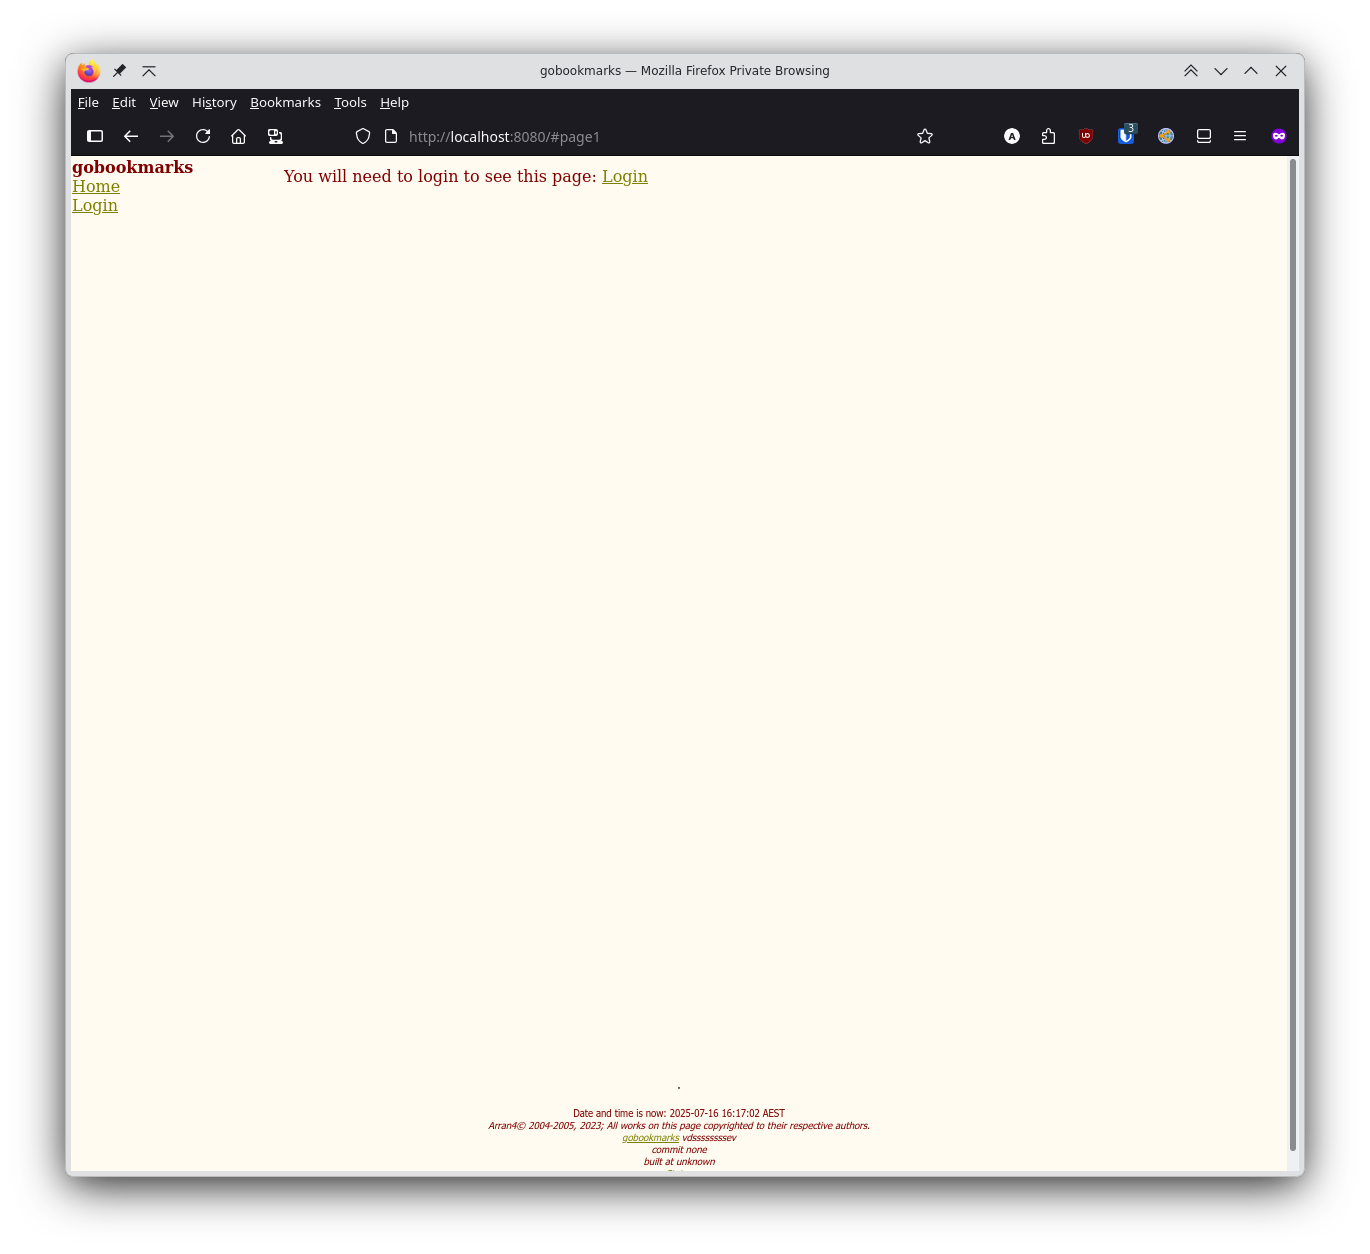 gobookmarks — Mozilla Firefox Private Browsing
File Edit View History Bookmarks Tools Help
http://localhost:8080/#page1
A
UD
3
gobookmarks
Home
Login
You will need to login to see this page: Login
.
Date and time is now: 2025-07-16 16:17:02 AEST
Arran4© 2004-2005, 2023; All works on this page copyrighted to their respective authors.
gobookmarks vdssssssssev
commit none
built at unknown